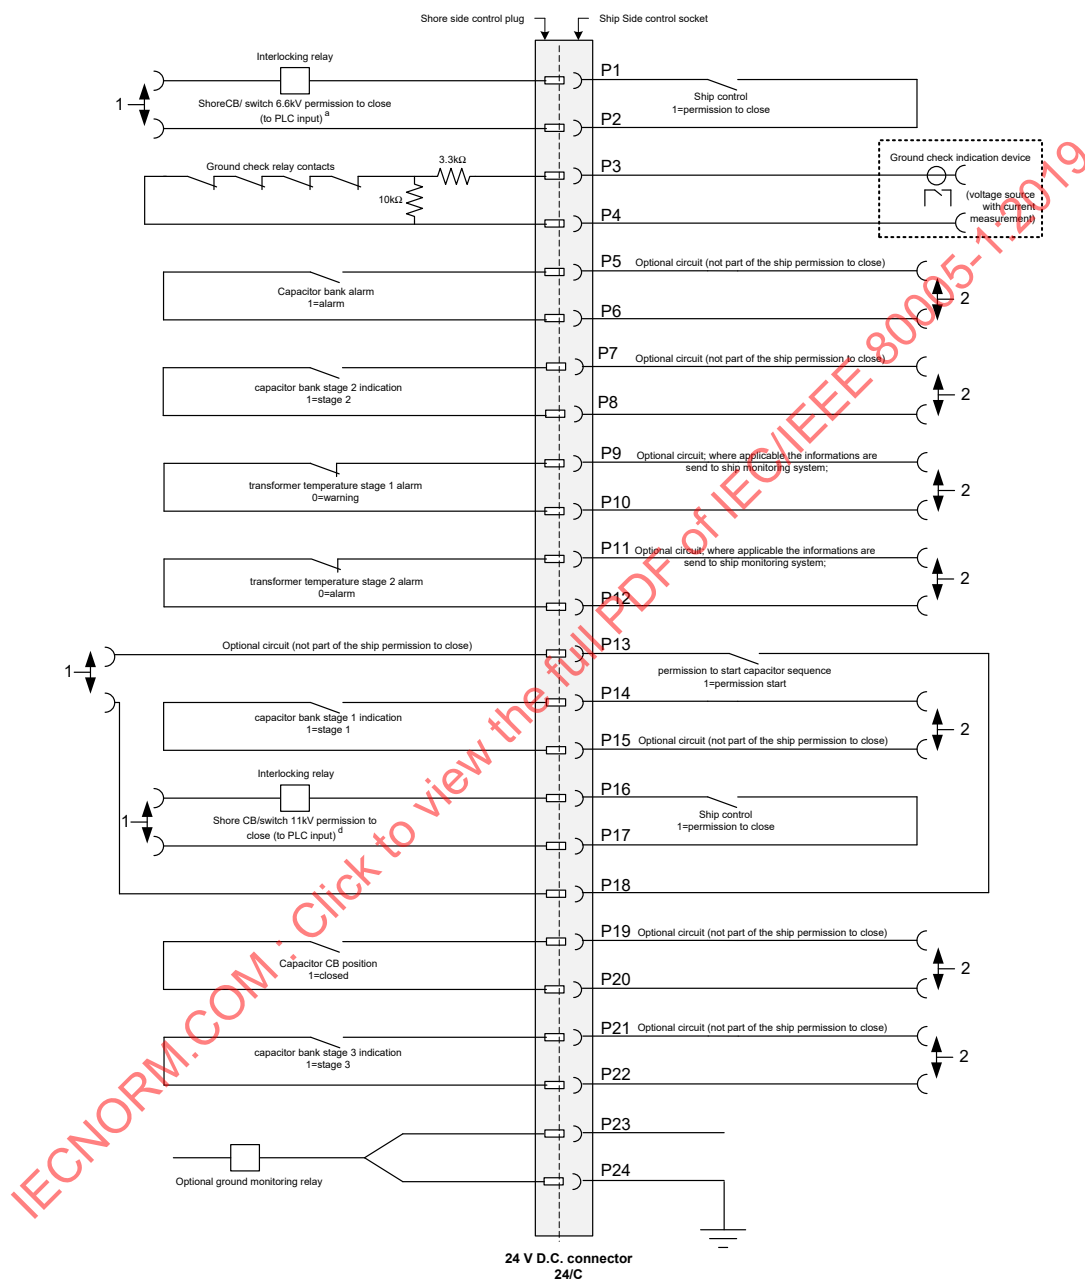 Shore side control plug
Ship Side control socket
Interlocking relay
P1
1
ShoreCB/ switch 6.6kV permission to close
(to PLC input) a
Ship control
1=permission to close
P2
Ground check relay contacts
3.3kΩ
10kΩ
P3
Ground check indication device
(voltage source
with current
measurement)
P4
P5
Optional circuit (not part of the ship permission to close)
Capacitor bank alarm
1=alarm
2
P6
P7
Optional circuit (not part of the ship permission to close)
capacitor bank stage 2 indication
1=stage 2
2
P8
P9
Optional circuit; where applicable the informations are
send to ship monitoring system;
transformer temperature stage 1 alarm
0=warning
2
P10
P11
Optional circuit; where applicable the informations are
send to ship monitoring system;
transformer temperature stage 2 alarm
0=alarm
2
P12
Optional circuit (not part of the ship permission to close)
P13
1
permission to start capacitor sequence
1=permission start
P14
capacitor bank stage 1 indication
1=stage 1
2
P15
Optional circuit (not part of the ship permission to close)
Interlocking relay
P16
1
Shore CB/switch 11kV permission to
close (to PLC input) d
Ship control
1=permission to close
P17
P18
P19
Optional circuit (not part of the ship permission to close)
Capacitor CB position
1=closed
2
P20
P21
Optional circuit (not part of the ship permission to close)
capacitor bank stage 3 indication
1=stage 3
2
P22
P23
P24
Optional ground monitoring relay
24 V D.C. connector
24/C
IECNORM.COM : Click to view the full PDF of IEC/IEEE 80005-1:2019